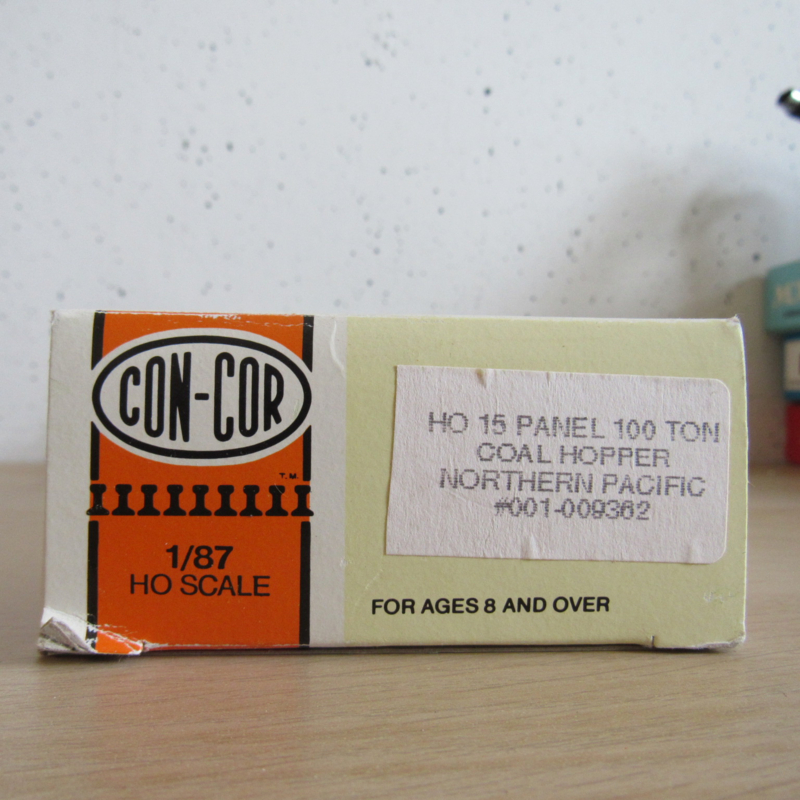 CON-COR
T.M.
1/87
HO SCALE
HO 15 PANEL 100 TON
COAL HOPPER
NORTHERN PACIFIC
#001-009362
FOR AGES 8 AND OVER